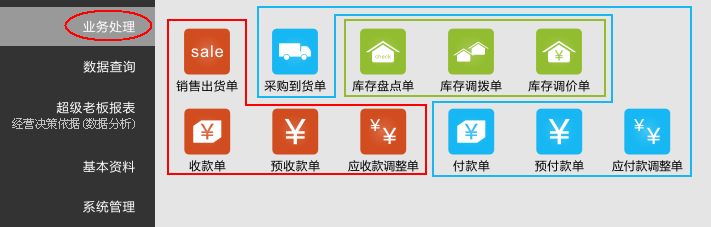 业务处理
数据查询
超级老板报表
经营决策依据(数据分析)
基本资料
系统管理
sale
check
¥
销售出货单
采购到货单
库存盘点单
库存调拨单
库存调价单
¥
¥
¥¥
¥
¥
¥¥
收款单
预收款单
应收款调整单
付款单
预付款单
应付款调整单